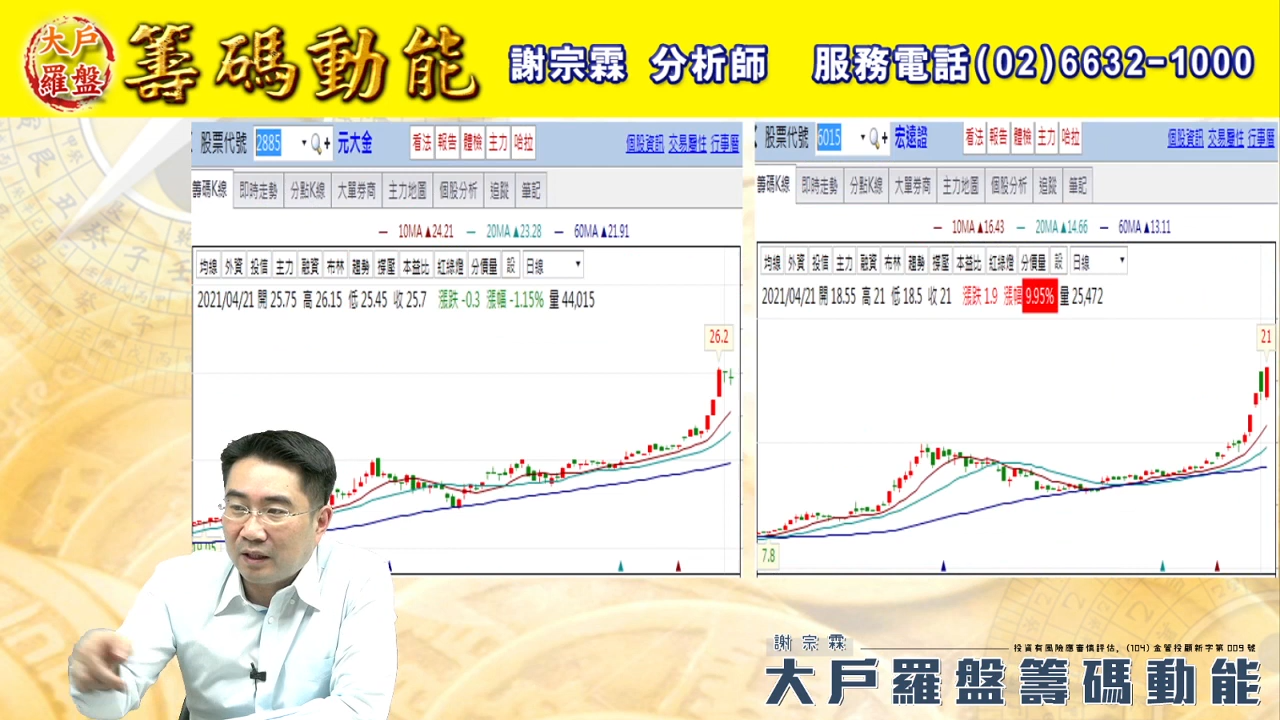 大戶羅盤
籌碼動能
謝宗霖 分析師 服務電話(02)6632-1000
股票代號 2885 元大金 看法 報告 體檢 主力 哈拉 個股資訊 交易屬性 行事曆
籌碼K線 即時走勢 分點K線 大單券商 主力地圖 個股分析 追蹤 筆記
10MA▲24.21 20MA▲23.28 60MA▲21.91
均線 外資 投信 主力 融資 布林 趨勢 撐壓 本益比 紅綠燈 分價量 設 日線
2021/04/21 開 25.75 高 26.15 低 25.45 收 25.7 漲跌 -0.3 漲幅 -1.15% 量 44,015
26.2
股票代號 6015 宏遠證 看法 報告 體檢 主力 哈拉 個股資訊 交易屬性 行事曆
籌碼K線 即時走勢 分點K線 大單券商 主力地圖 個股分析 追蹤 筆記
10MA▲16.43 20MA▲14.66 60MA▲13.11
均線 外資 投信 主力 融資 布林 趨勢 撐壓 本益比 紅綠燈 分價量 設 日線
2021/04/21 開 18.55 高 21 低 18.5 收 21 漲跌 1.9 漲幅 9.95% 量 25,472
21
7.8
謝宗霖
投資有風險應審慎評估, (104)金管投顧新字第009號
大戶羅盤籌碼動能